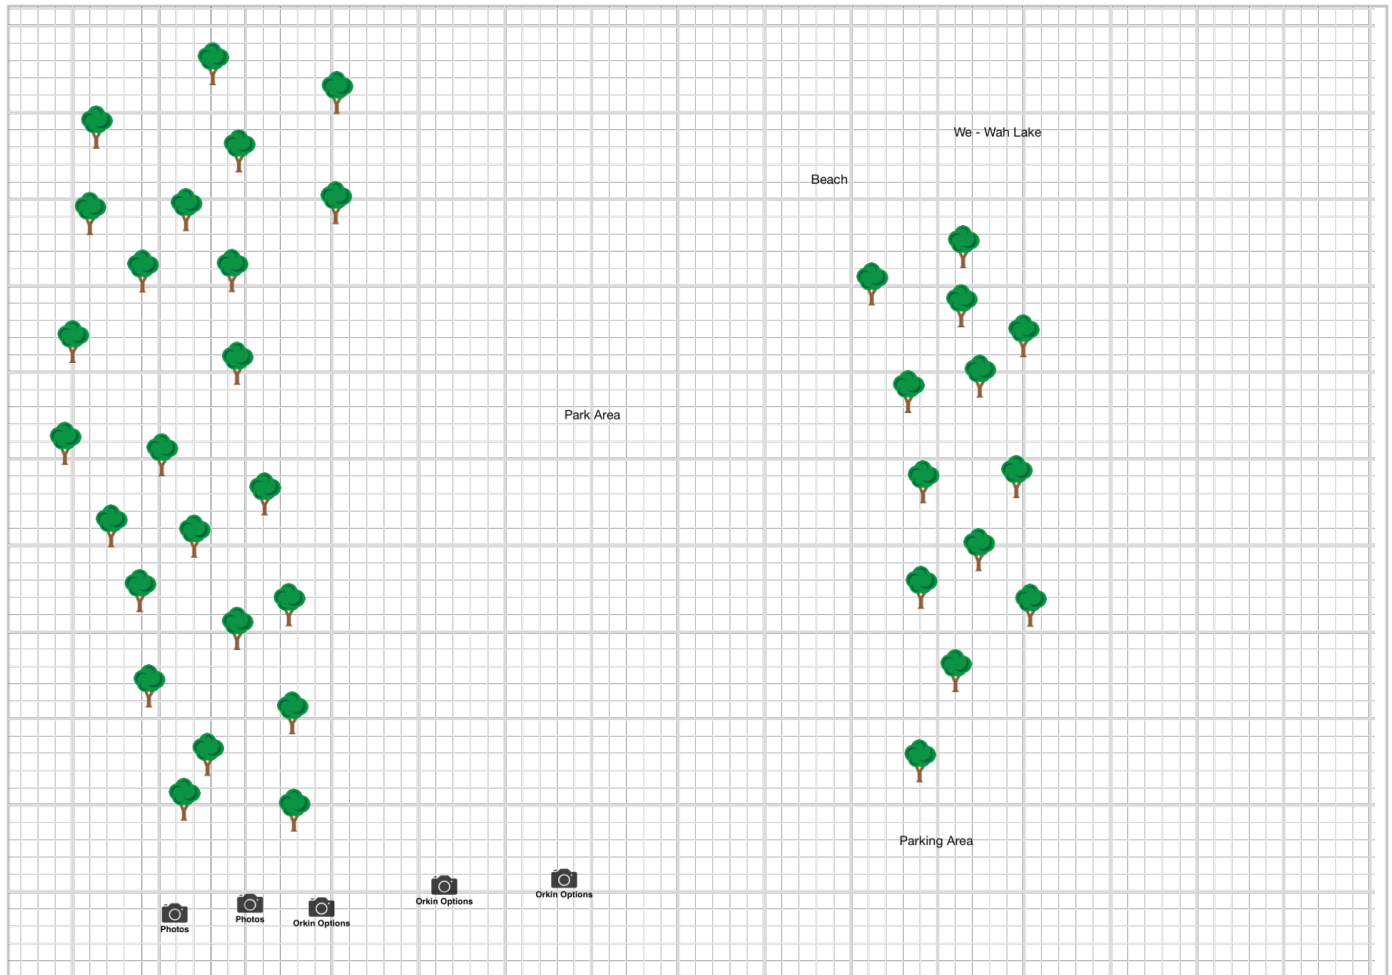 We - Wah Lake
Beach
Park Area
Parking Area
Orkin Options
Orkin Options
Photos
Orkin Options
Photos